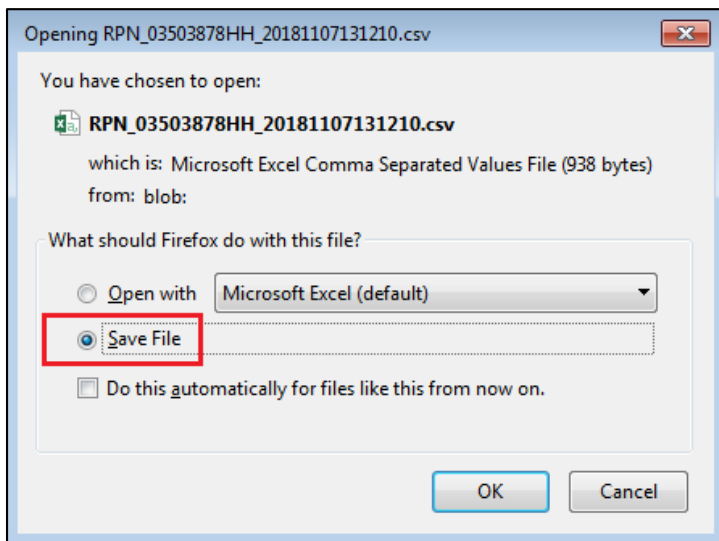 Opening RPN_03503878HH_20181107131210.csv
You have chosen to open:
RPN_03503878HH_20181107131210.csv
which is: Microsoft Excel Comma Separated Values File (938 bytes)
from: blob:
What should Firefox do with this file?
Open with Microsoft Excel (default)
Save File
Do this automatically for files like this from now on.
OK Cancel